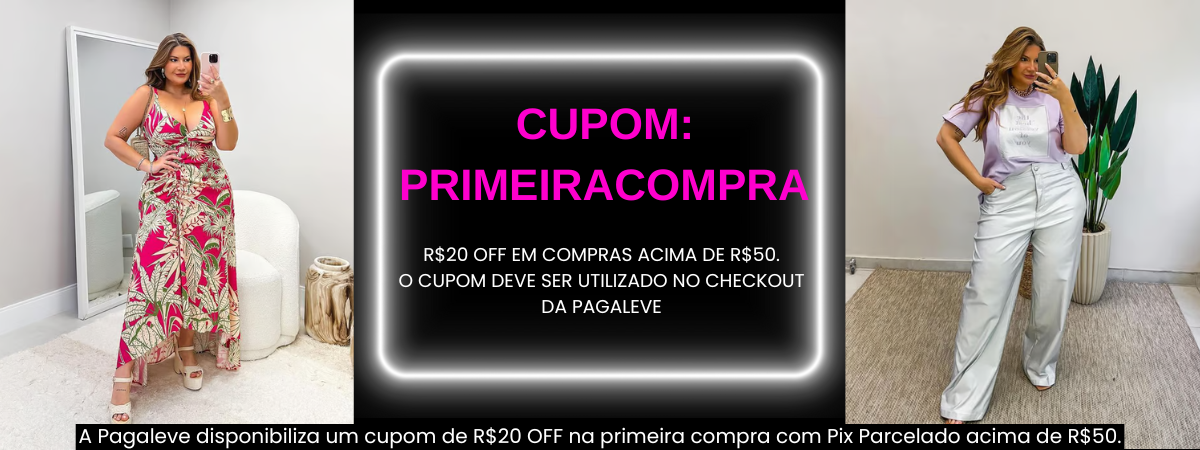 CUPOM:
PRIMEIRACOMPRA
R$20 OFF EM COMPRAS ACIMA DE R$50.
O CUPOM DEVE SER UTILIZADO NO CHECKOUT
DA PAGALEVE
A Pagaleve disponibiliza um cupom de R$20 OFF na primeira compra com Pix Parcelado acima de R$50.